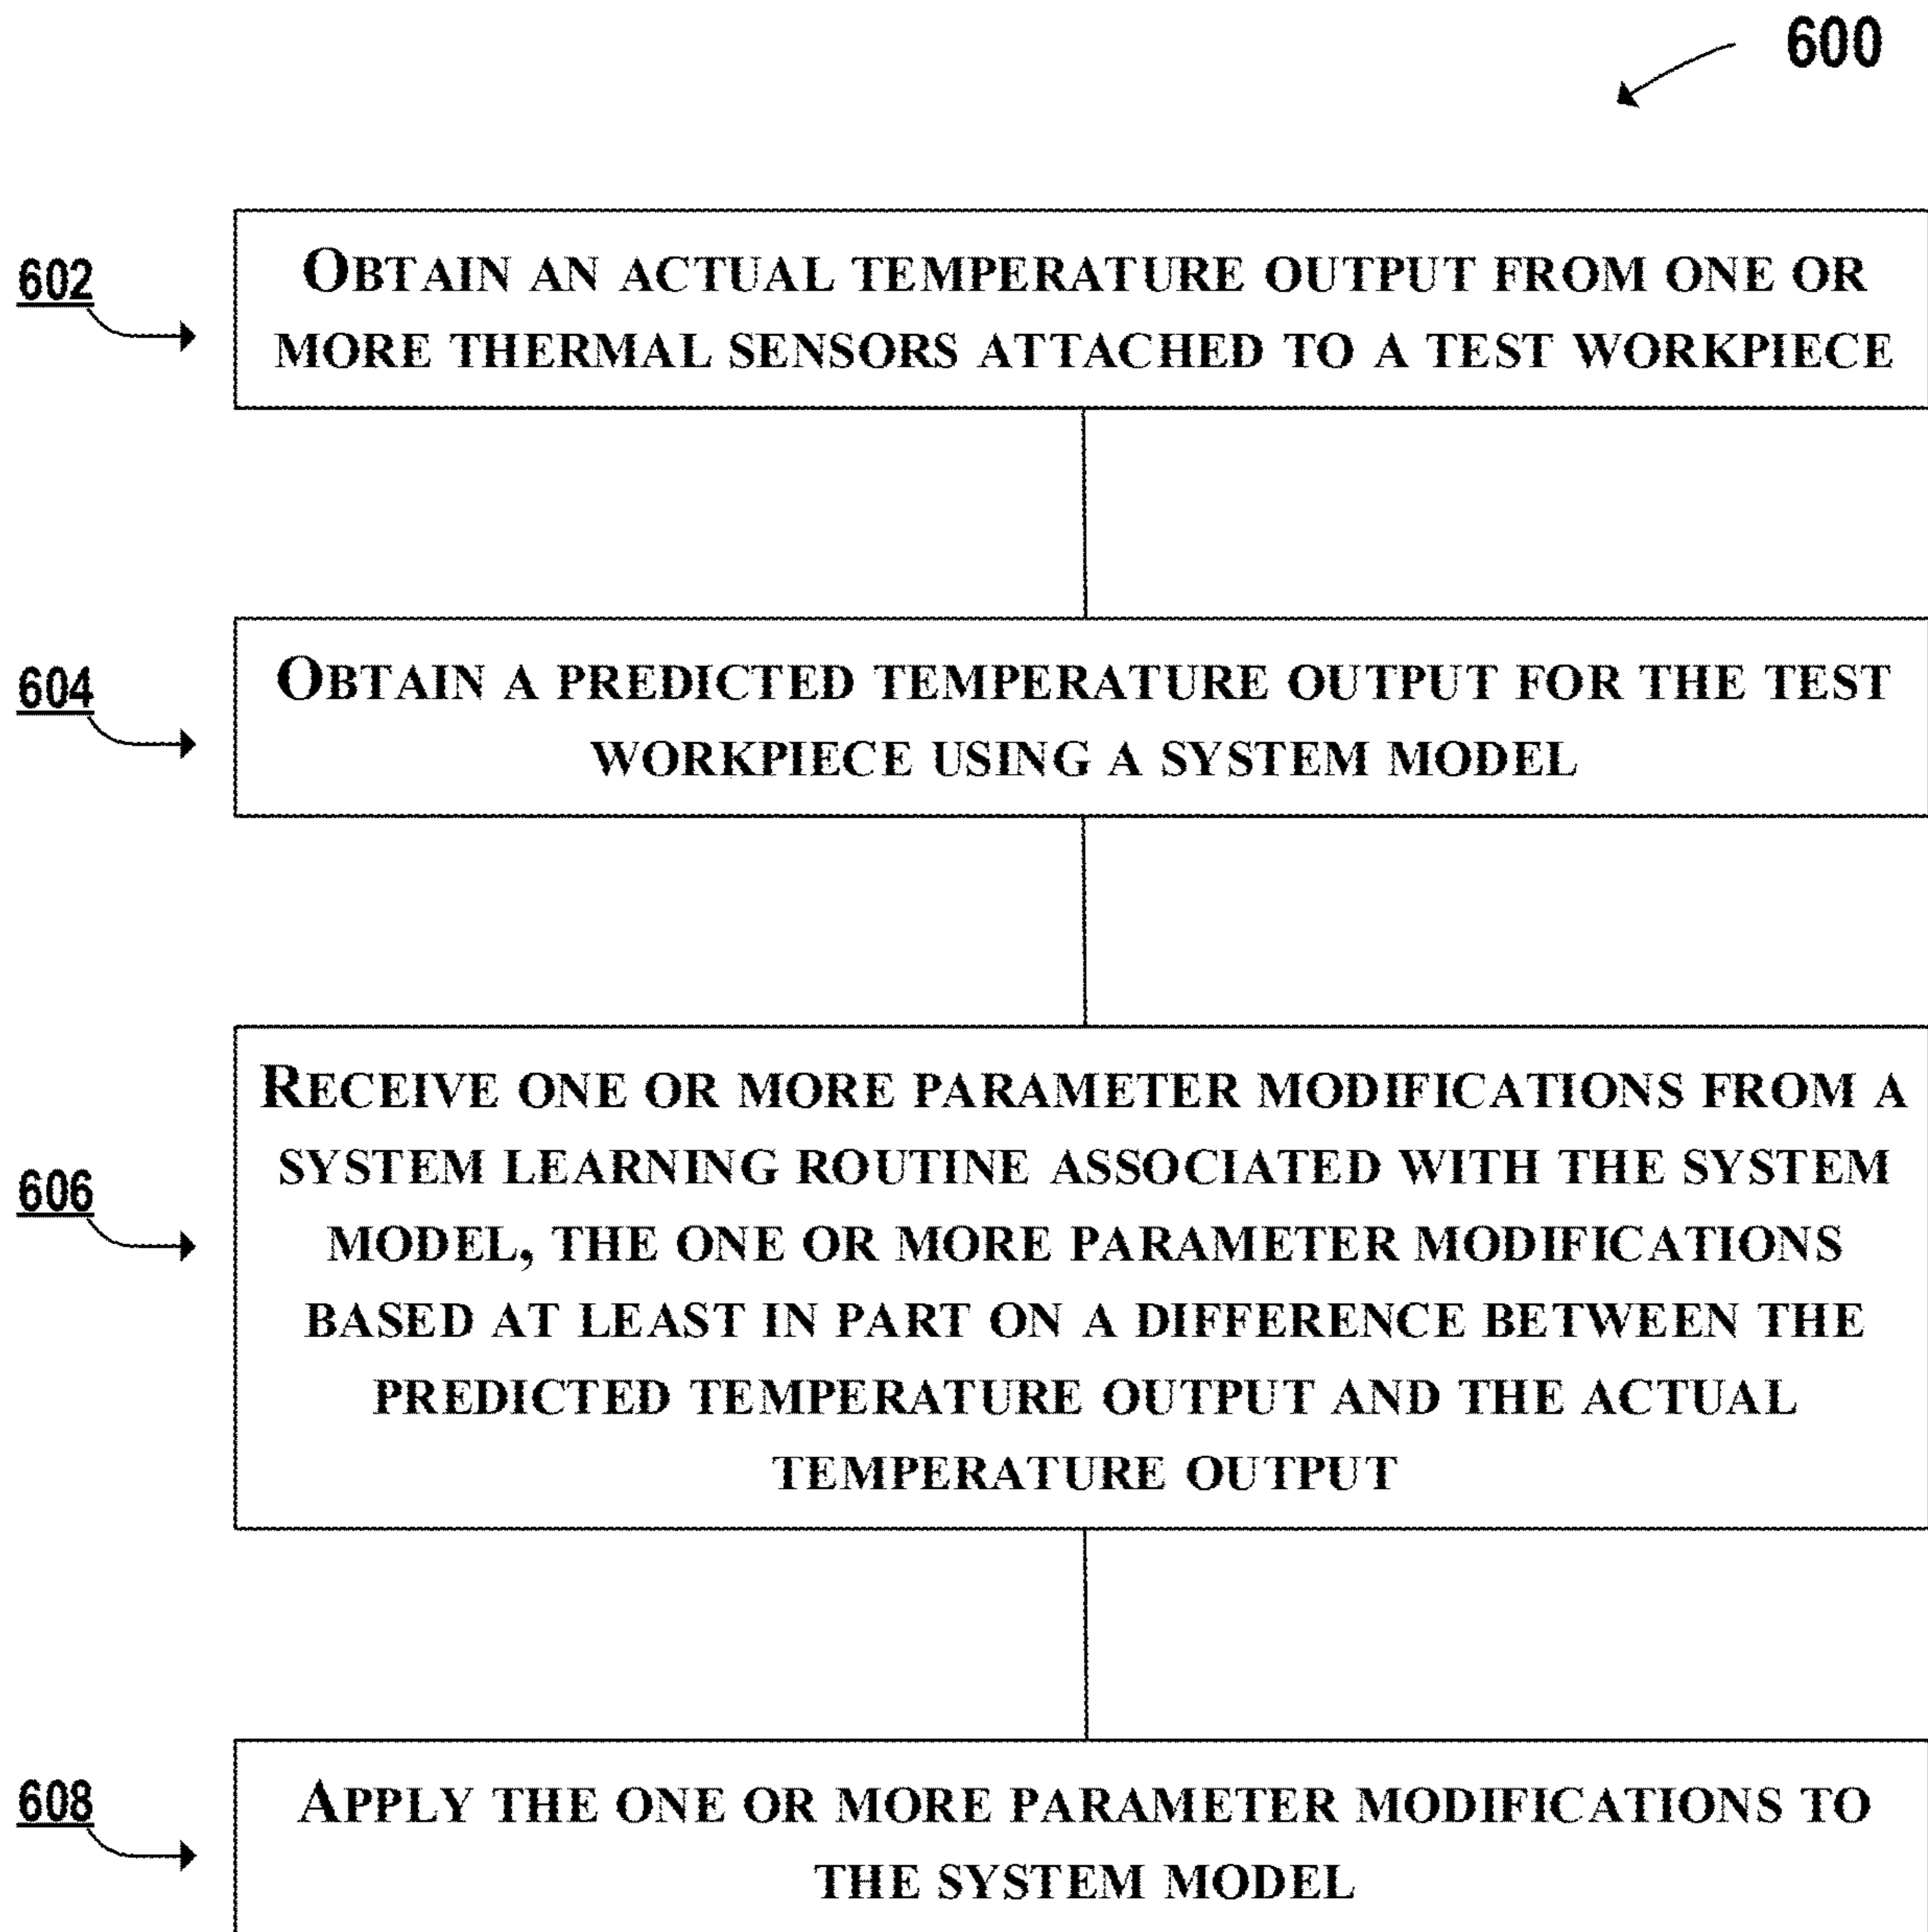 600
602
OBTAIN AN ACTUAL TEMPERATURE OUTPUT FROM ONE OR
MORE THERMAL SENSORS ATTACHED TO A TEST WORKPIECE
604
OBTAIN A PREDICTED TEMPERATURE OUTPUT FOR THE TEST
WORKPIECE USING A SYSTEM MODEL
606
RECEIVE ONE OR MORE PARAMETER MODIFICATIONS FROM A
SYSTEM LEARNING ROUTINE ASSOCIATED WITH THE SYSTEM
MODEL, THE ONE OR MORE PARAMETER MODIFICATIONS
BASED AT LEAST IN PART ON A DIFFERENCE BETWEEN THE
PREDICTED TEMPERATURE OUTPUT AND THE ACTUAL
TEMPERATURE OUTPUT
608
APPLY THE ONE OR MORE PARAMETER MODIFICATIONS TO
THE SYSTEM MODEL